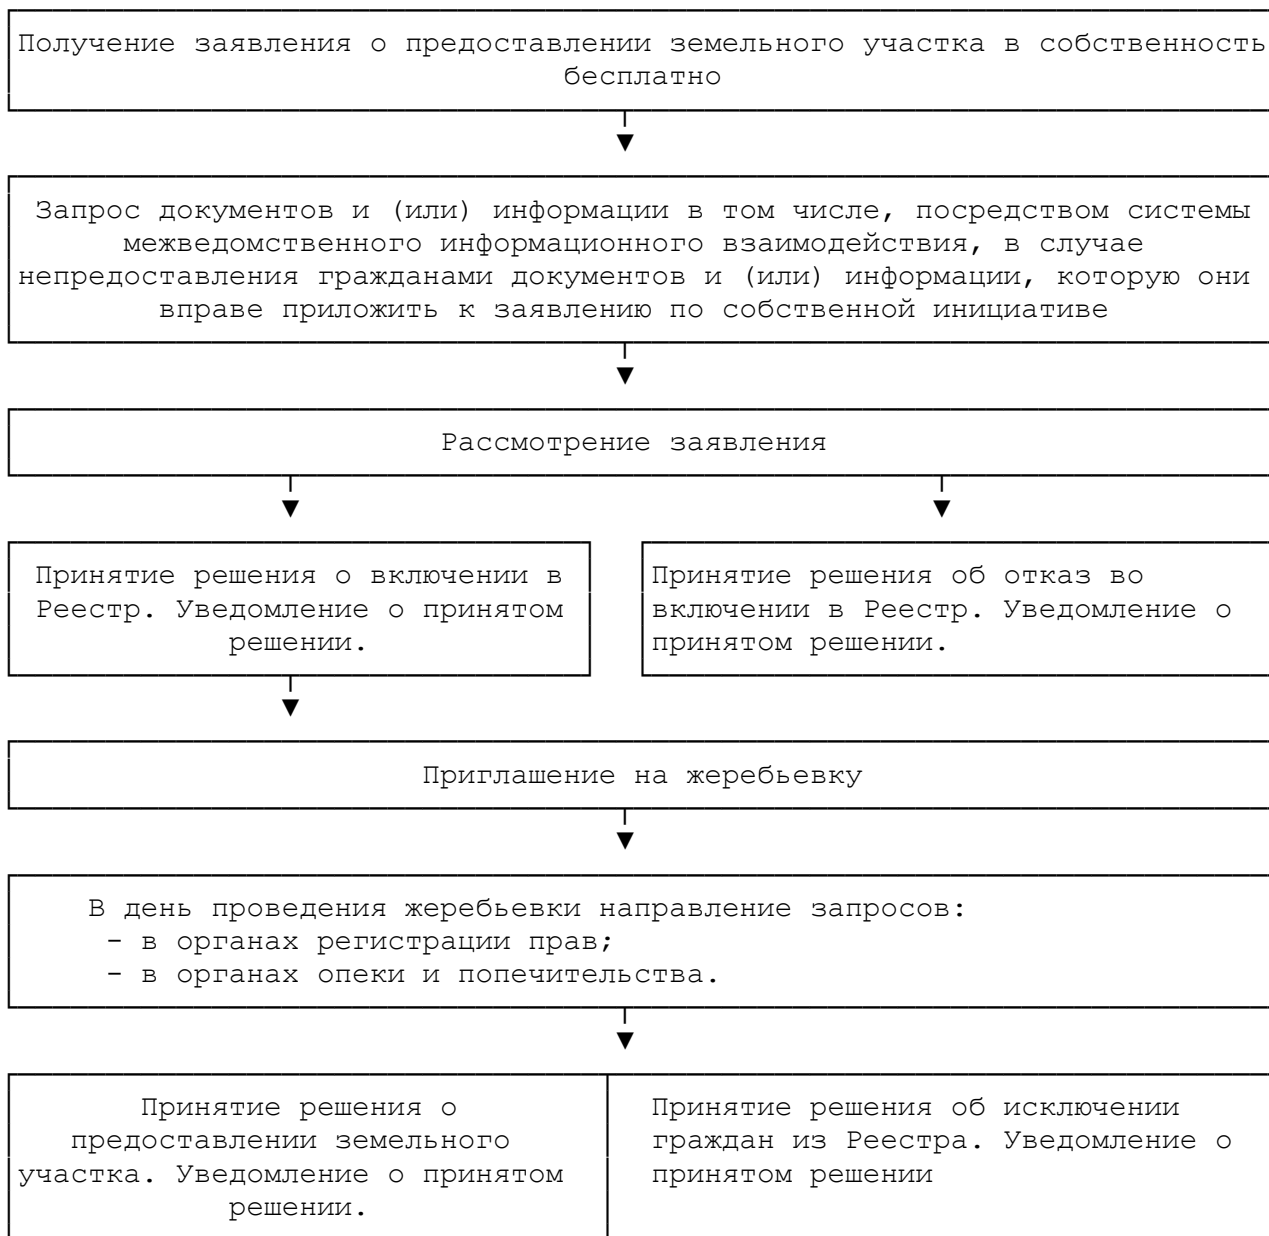 Получение заявления о предоставлении земельного участка в собственность
бесплатно
Запрос документов и (или) информации в том числе, посредством системы
межведомственного информационного взаимодействия, в случае
непредоставления гражданами документов и (или) информации, которую они
вправе приложить к заявлению по собственной инициативе
Рассмотрение заявления
Принятие решения о включении в
Реестр. Уведомление о принятом
решении.
Принятие решения об отказ во
включении в Реестр. Уведомление о
принятом решении.
Приглашение на жеребьевку
В день проведения жеребьевки направление запросов:
- в органах регистрации прав;
- в органах опеки и попечительства.
Принятие решения о
предоставлении земельного
участка. Уведомление о принятом
решении.
Принятие решения об исключении
граждан из Реестра. Уведомление о
принятом решении